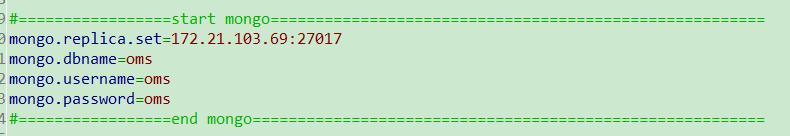 #=================start mongo=======================================================
mongo.replica.set=172.21.103.69:27017
mongo.dbname=oms
mongo.username=oms
mongo.password=oms
#=================end mongo=========================================================